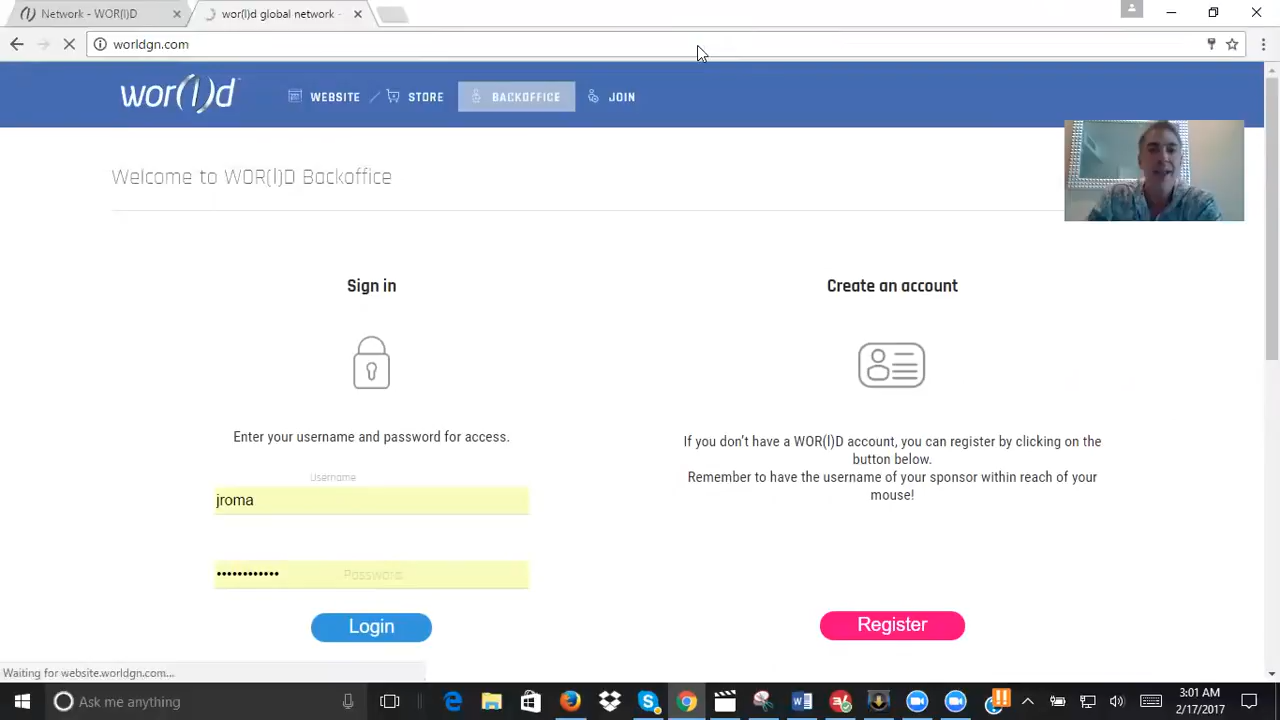 Network - WOR(l)D
wor(l)d global network -
worldgn.com
wor(l)d
WEBSITE
STORE
BACKOFFICE
JOIN
Welcome to WOR(l)D Backoffice
Sign in
Enter your username and password for access.
Username
jroma
Password
Login
Create an account
If you don't have a WOR(l)D account, you can register by clicking on the
button below.
Remember to have the username of your sponsor within reach of your
mouse!
Register
Waiting for website.worldgn.com...
Ask me anything
3:01 AM
2/17/2017